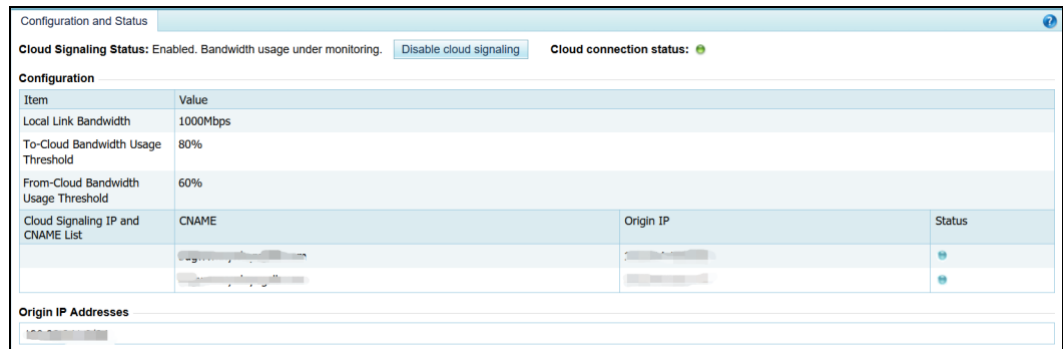 Configuration and Status
Cloud Signaling Status: Enabled. Bandwidth usage under monitoring. Disable cloud signaling Cloud connection status:
Configuration
Item Value
Local Link Bandwidth 1000Mbps
To-Cloud Bandwidth Usage 80%
Threshold
From-Cloud Bandwidth 60%
Usage Threshold
Cloud Signaling IP and CNAME Origin IP Status
CNAME List
Origin IP Addresses